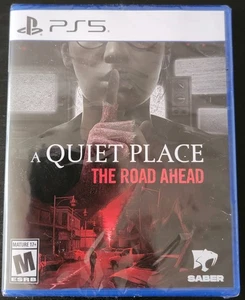 PS5
A QUIET PLACE
THE ROAD AHEAD
MATURE 17+
M
ESRB
SABER